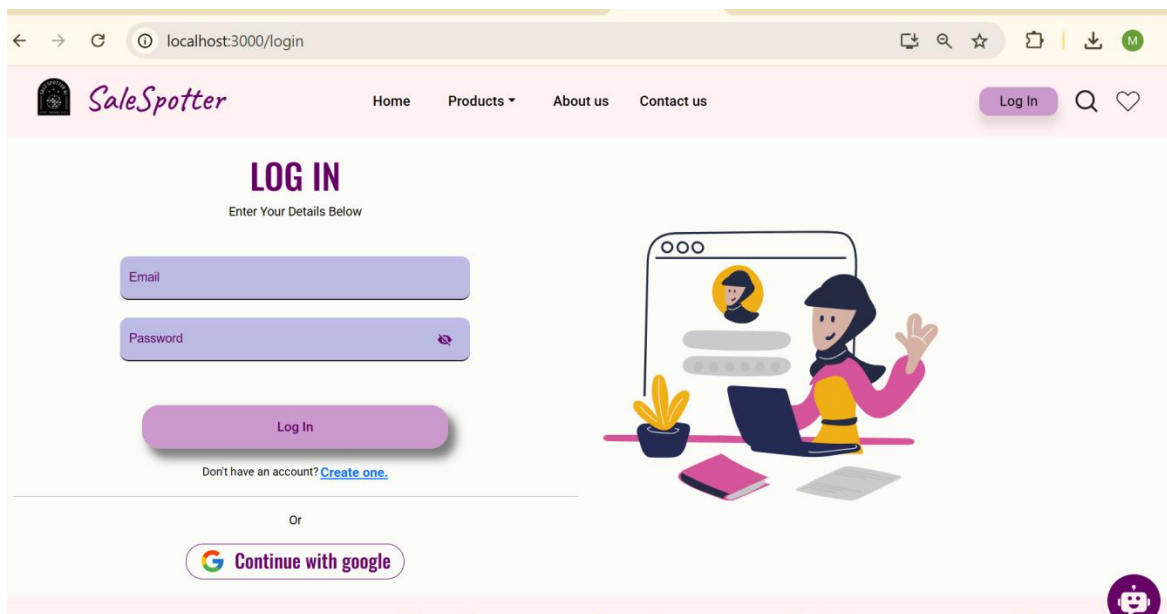 localhost:3000/login
M
SaleSpotter
Home Products About us Contact us
Log In
LOG IN
Enter Your Details Below
Email
Password
Log In
Don't have an account? Create one.
Or
Continue with google